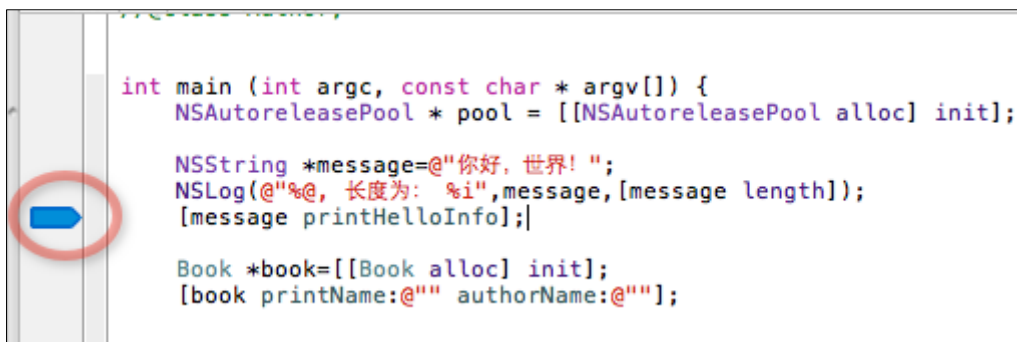 int main (int argc, const char * argv[]) {
NSAutoreleasePool * pool = [[NSAutoreleasePool alloc] init];
NSString *message=@"你好，世界！";
NSLog(@"%@, 长度为： %i",message,[message length]);
[message printHelloInfo];
Book *book=[[Book alloc] init];
[book printName:@"" authorName:@""];